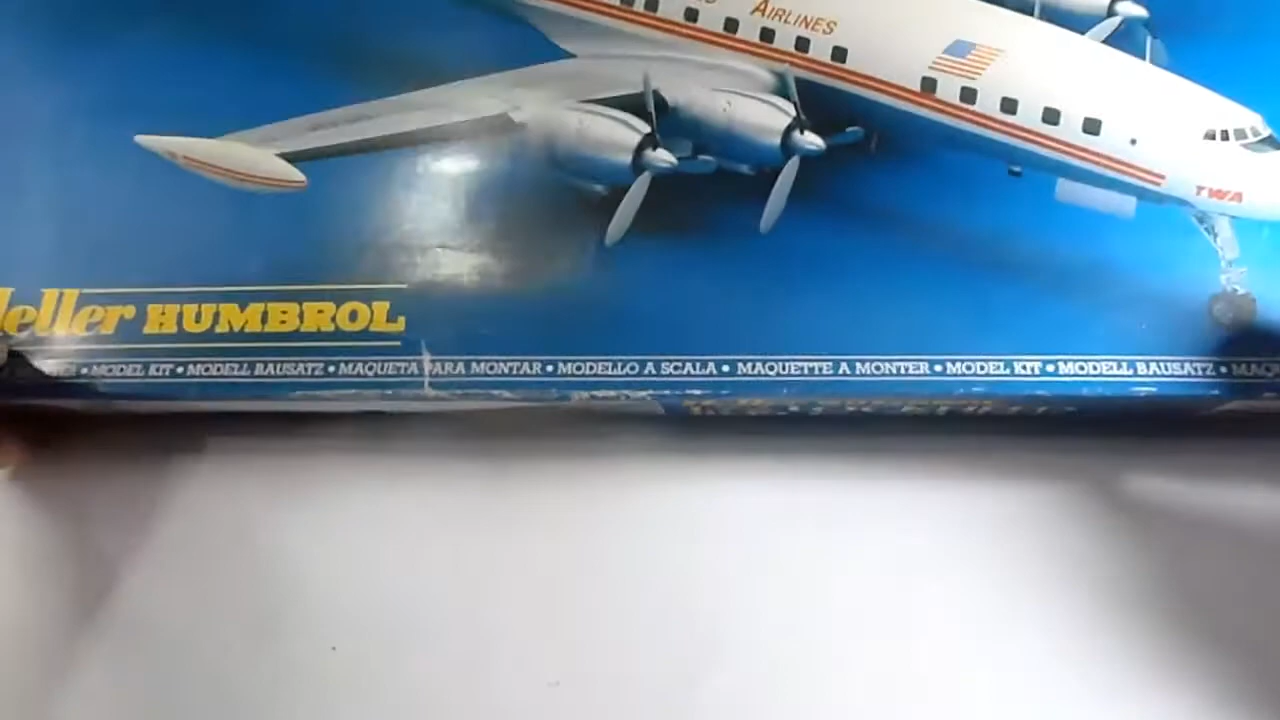 AIRLINES
TWA
eller HUMBROL
• MODEL KIT • MODELL BAUSATZ • MAQUETA PARA MONTAR • MODELLO A SCALA • MAQUETTE A MONTER • MODEL KIT • MODELL BAUSATZ • MAQ